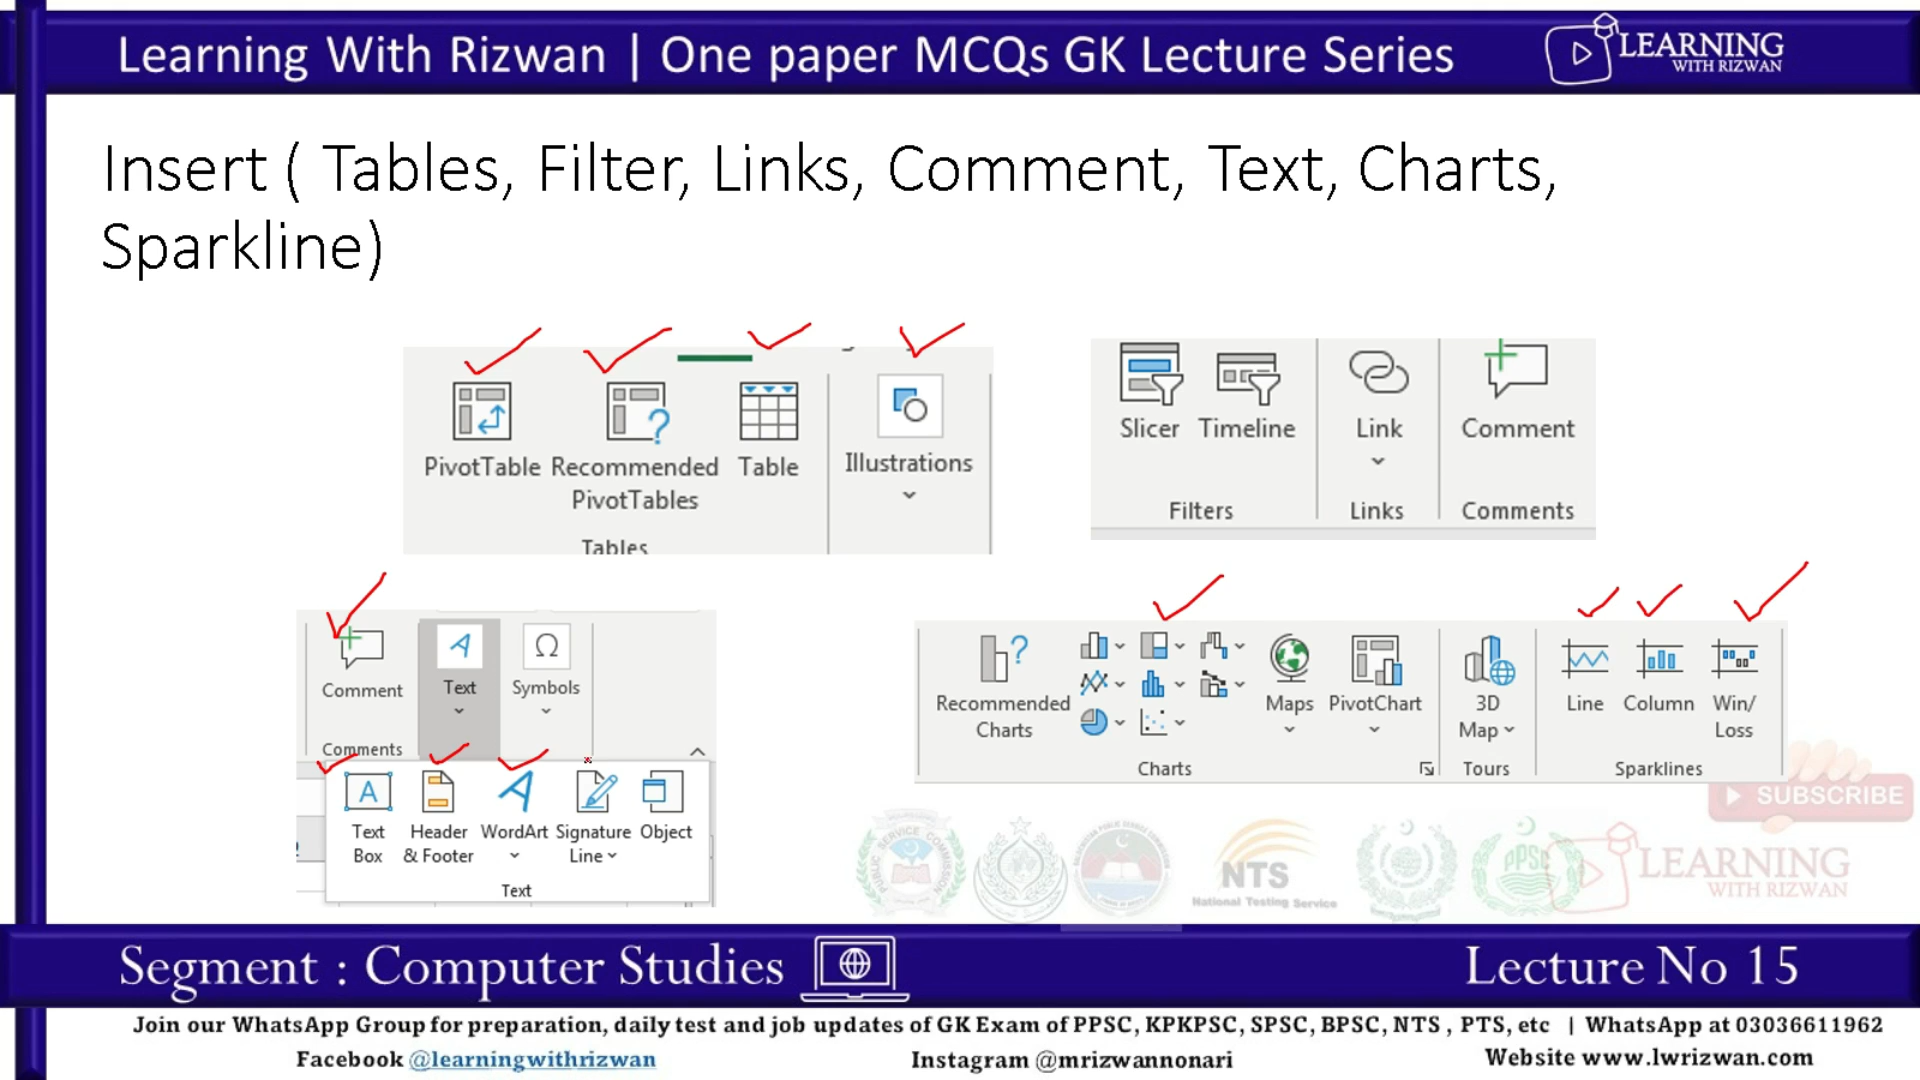 Learning With Rizwan | One paper MCQs GK Lecture Series
LEARNING
WITH RIZWAN
Insert ( Tables, Filter, Links, Comment, Text, Charts,
Sparkline)
PivotTable Recommended PivotTables Table
Illustrations
Tables
Slicer Timeline
Link
Comment
Filters
Links
Comments
Comment
Text
Symbols
Comments
Text Box
Header & Footer
WordArt
Signature Line
Object
Text
Recommended Charts
Maps
PivotChart
3D Map
Line
Column
Win/ Loss
Charts
Tours
Sparklines
SUBSCRIBE
NTS
National Testing Service
PPSC
LEARNING
WITH RIZWAN
Segment : Computer Studies
Lecture No 15
Join our WhatsApp Group for preparation, daily test and job updates of GK Exam of PPSC, KPKPSC, SPSC, BPSC, NTS , PTS, etc | WhatsApp at 03036611962
Facebook @learningwithrizwan
Instagram @mrizwannonari
Website www.lwrizwan.com